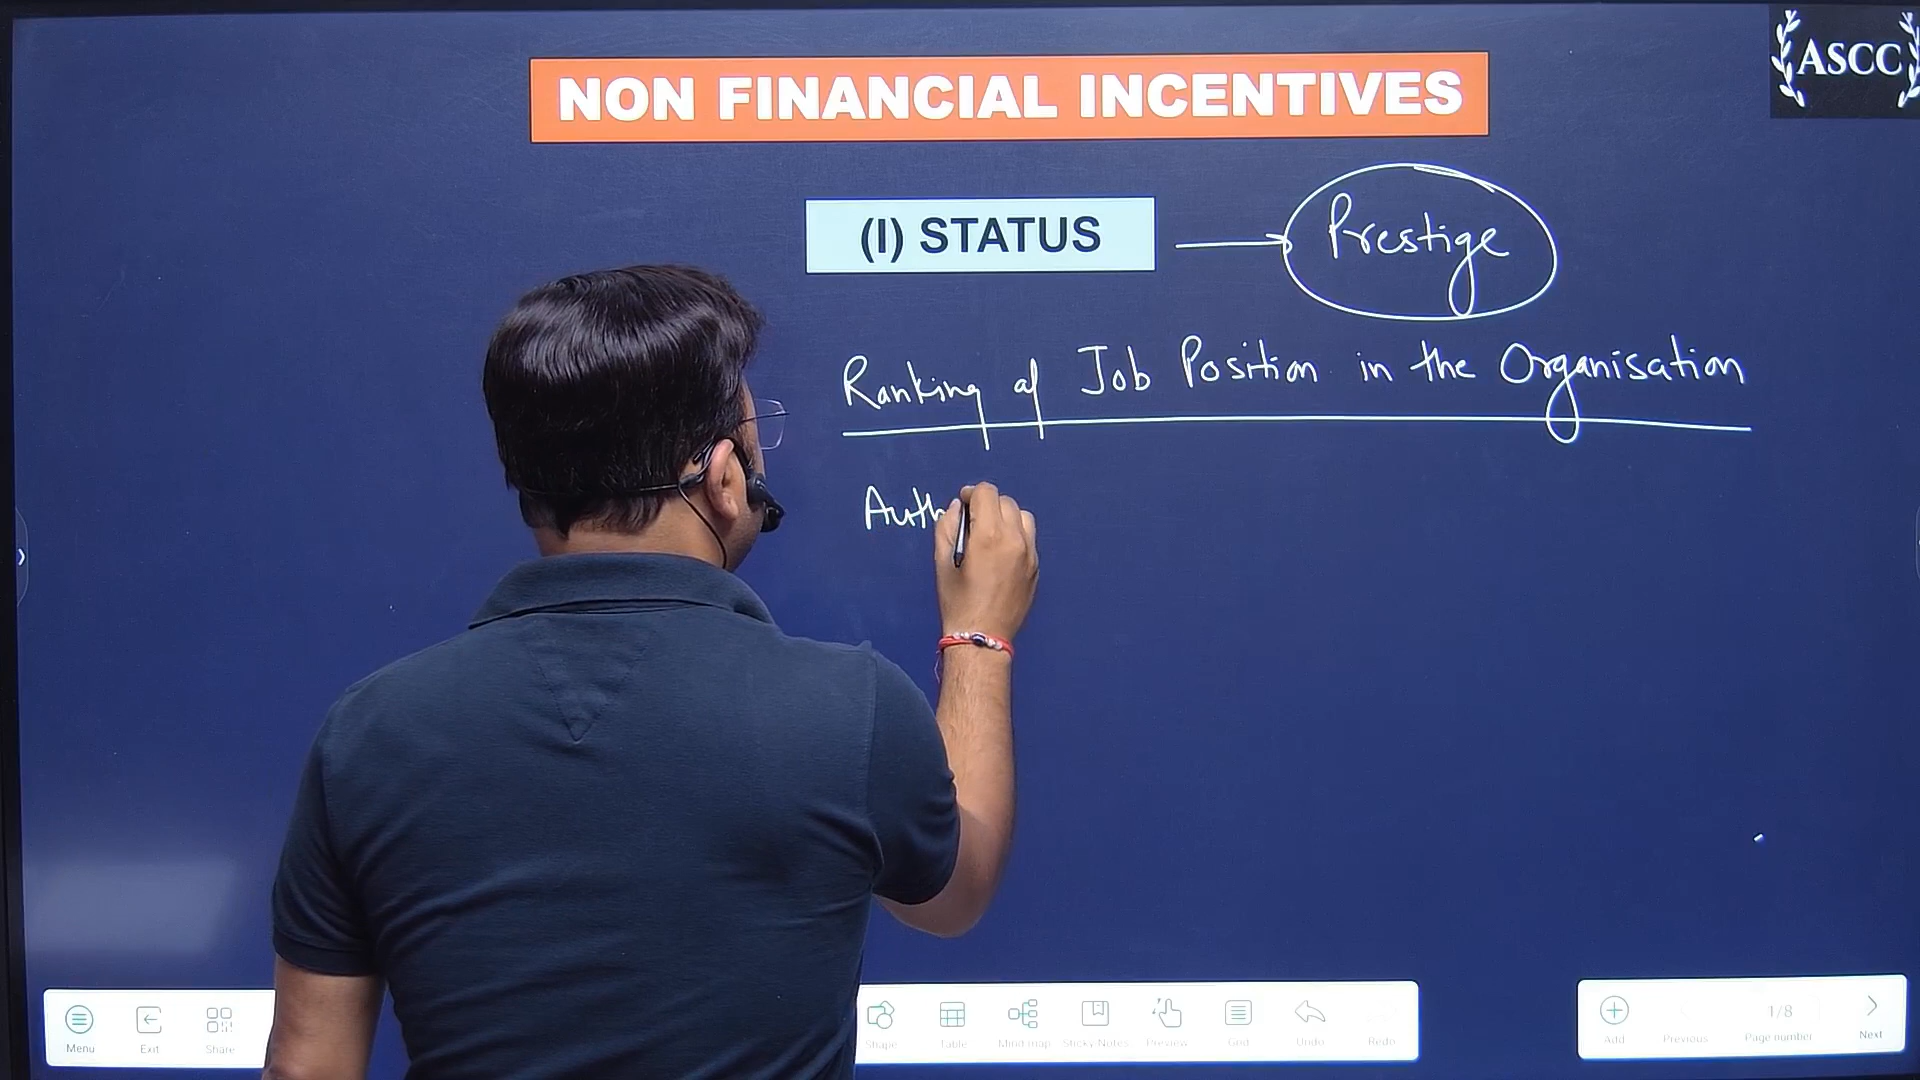 ASCC
NON FINANCIAL INCENTIVES
(I) STATUS
Prestige
Ranking of Job Position in the Organisation
Auth
Menu
Exit
Share
Shape
Table
Mind map
Sticky Notes
Preview
Grid
Undo
Redo
Add
Previous
1/8
Page number
Next